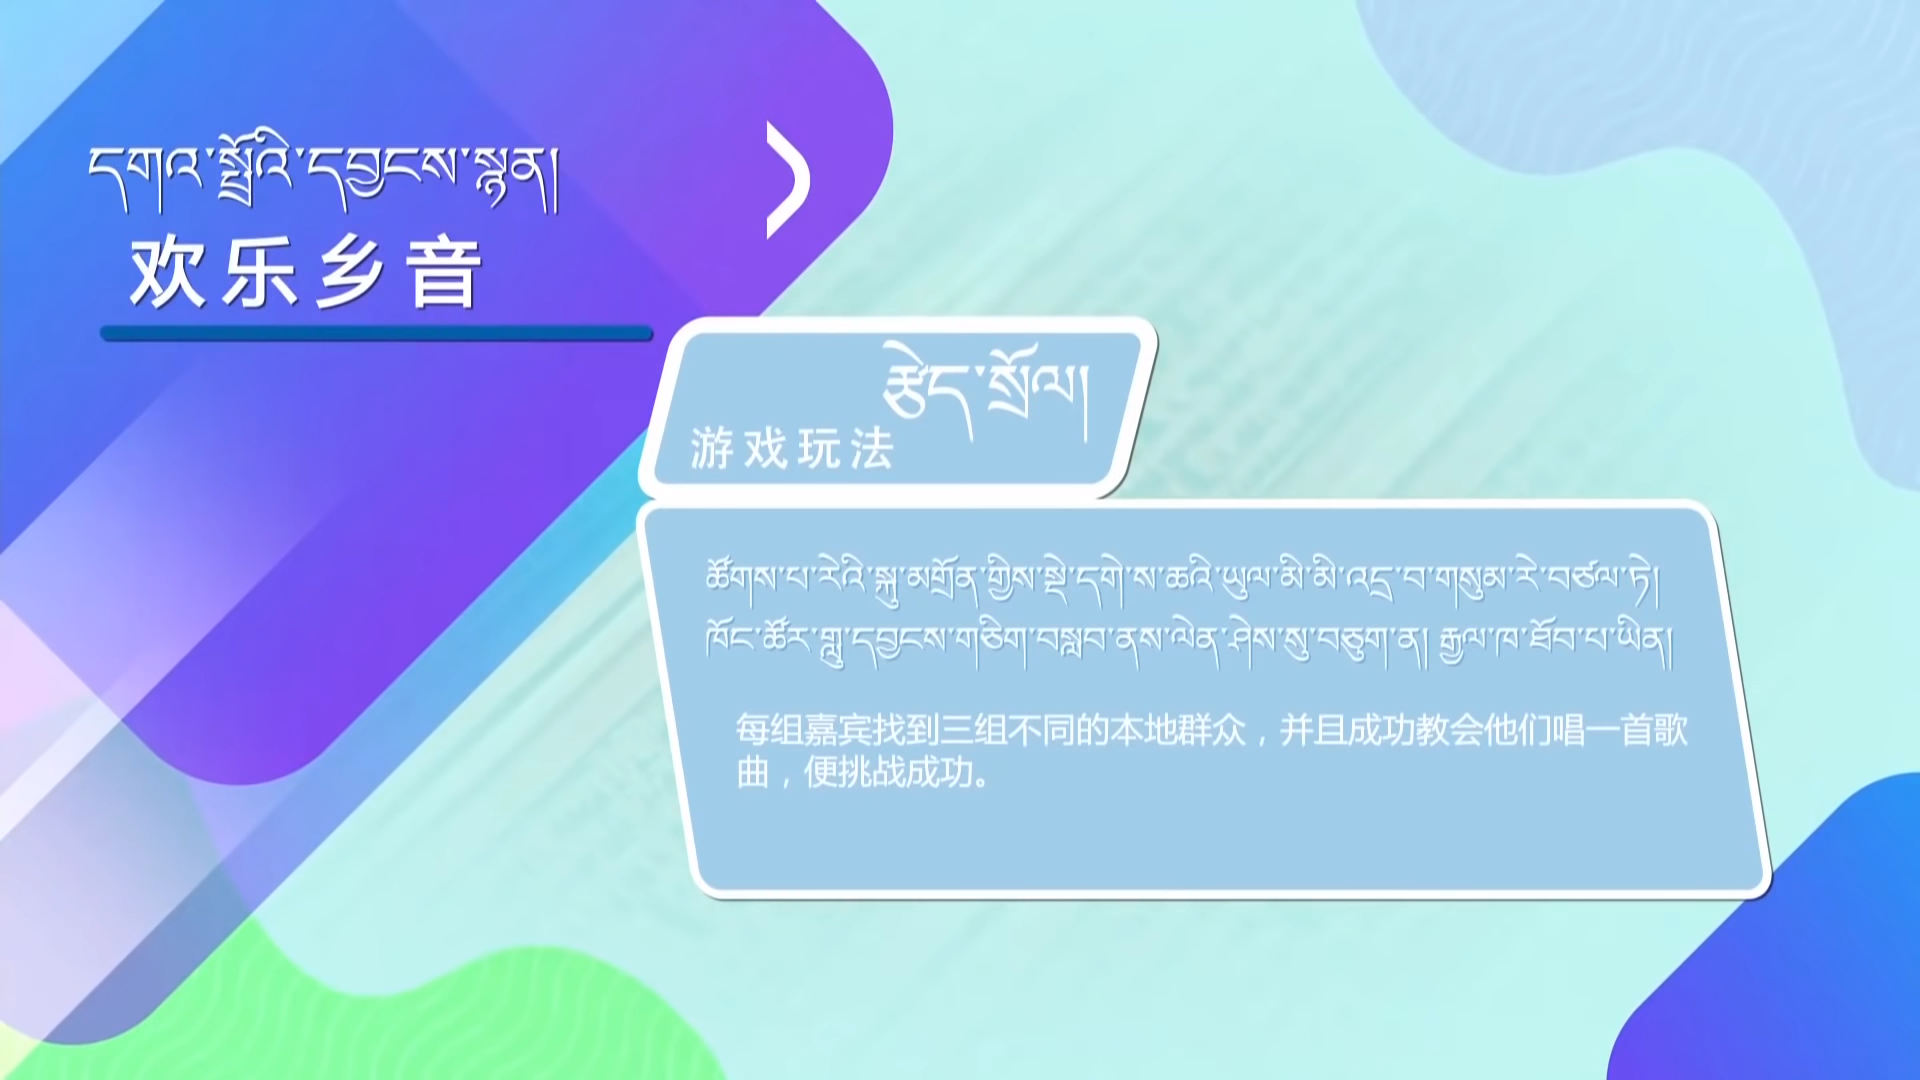 དགའ་སྤྲོའི་དབྱངས་སྙན།
欢乐乡音
རྩེད་སྲོལ།
游戏玩法
ཚོགས་པ་རེའི་སྐུ་མགྲོན་གྱིས་སྡེ་དགེ་ས་ཆའི་ཡུལ་མི་མི་འདྲ་བ་གསུམ་རེ་བཙལ་ཏེ།
ཁོང་ཚོར་གླུ་དབྱངས་གཅིག་བསླབ་ནས་ལེན་ཤེས་སུ་བཅུག་ན། རྒྱལ་ཁ་ཐོབ་པ་ཡིན།
每组嘉宾找到三组不同的本地群众，并且成功教会他们唱一首歌
曲，便挑战成功。